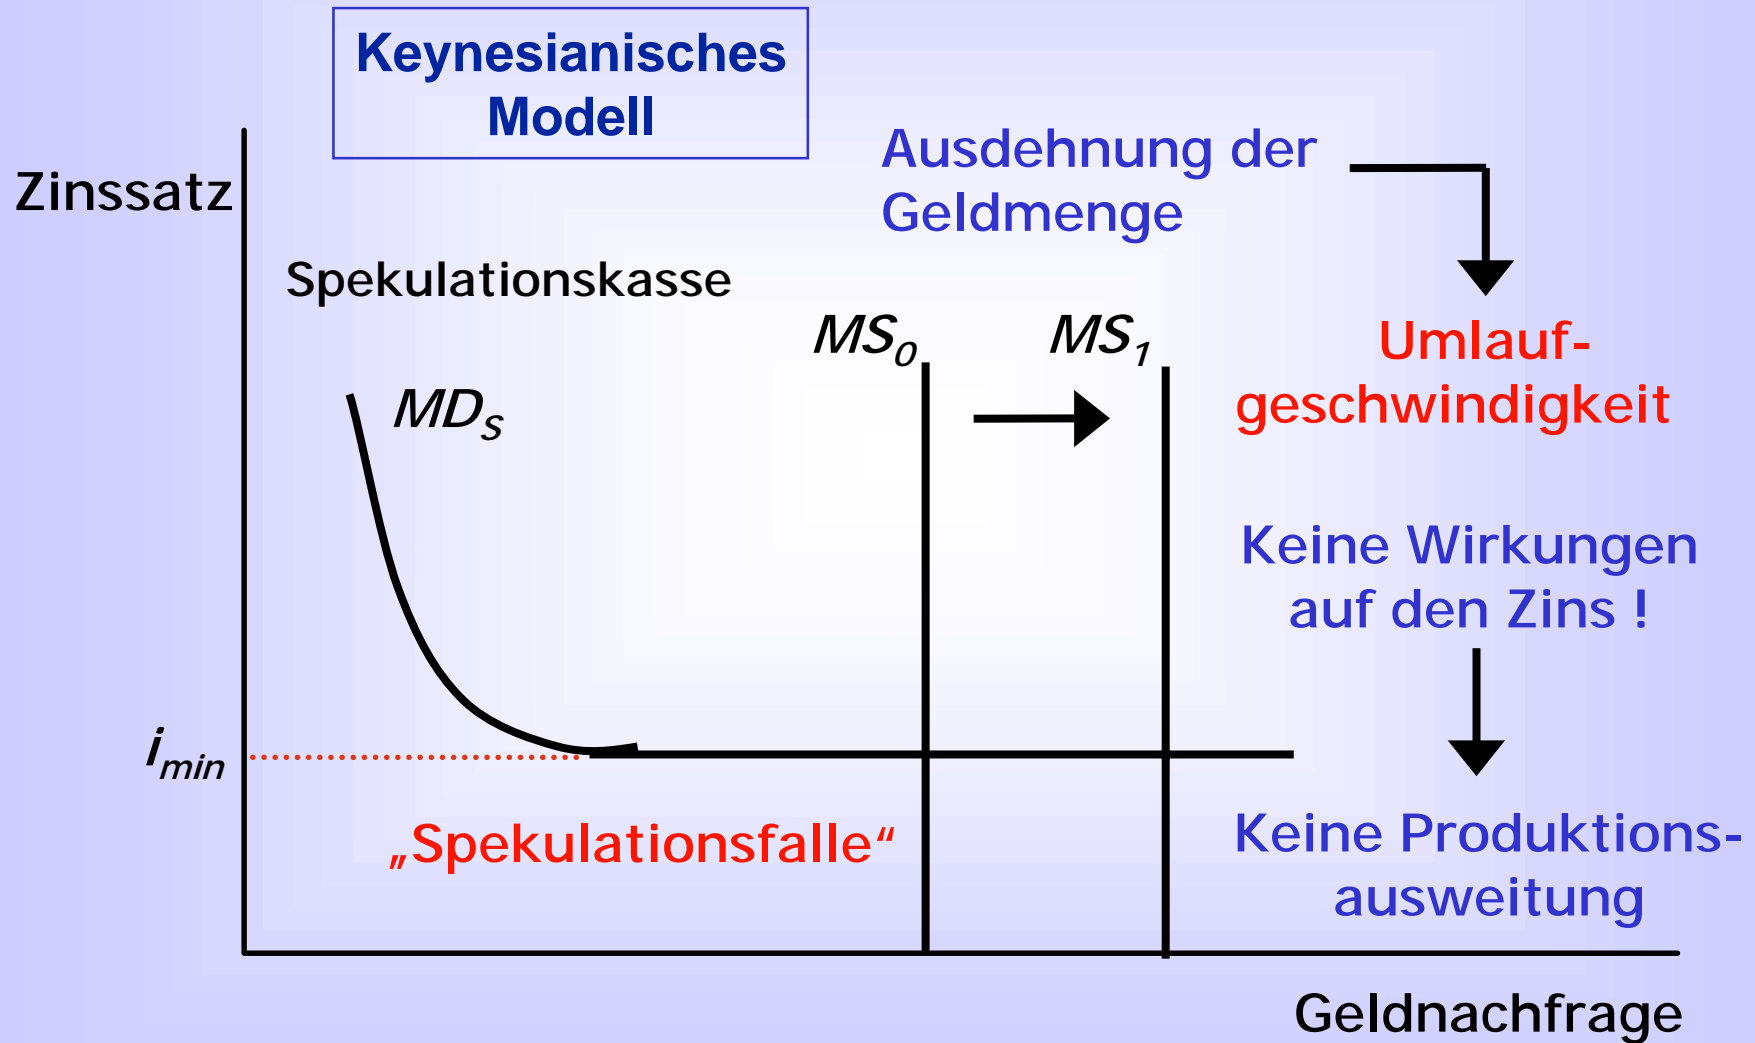 Keynesianisches
Modell
Zinssatz
Ausdehnung der
Geldmenge
Spekulationskasse
MS0
MS1
Umlauf-
geschwindigkeit
MDS
Keine Wirkungen
auf den Zins !
imin
„Spekulationsfalle“
Keine Produktions-
ausweitung
Geldnachfrage